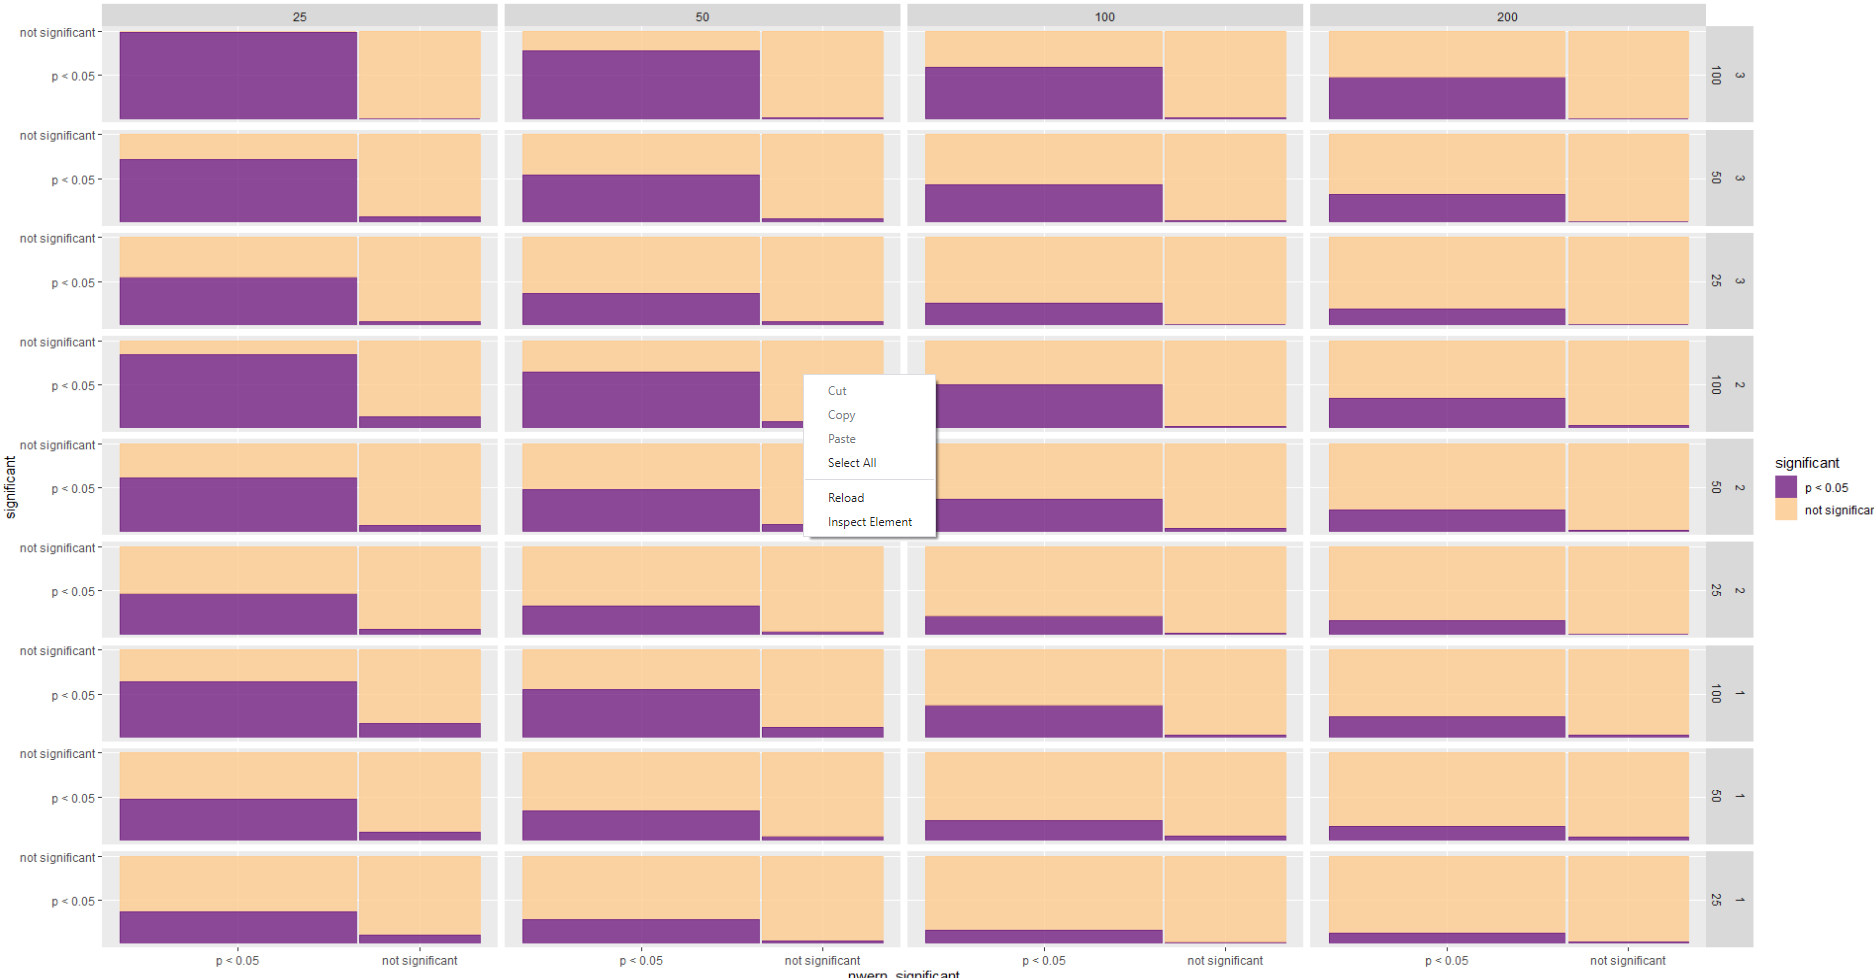 25 50 100 200
not significant
p < 0.05
100 3
not significant
p < 0.05
50 3
not significant
p < 0.05
25 3
not significant
p < 0.05
100 2
not significant
p < 0.05
50 2
not significant
p < 0.05
25 2
not significant
p < 0.05
100 1
not significant
p < 0.05
50 1
not significant
p < 0.05
25 1
significant
Cut
Copy
Paste
Select All
Reload
Inspect Element
significant
p < 0.05
not significan
p < 0.05 not significant p < 0.05 not significant p < 0.05 not significant p < 0.05 not significant